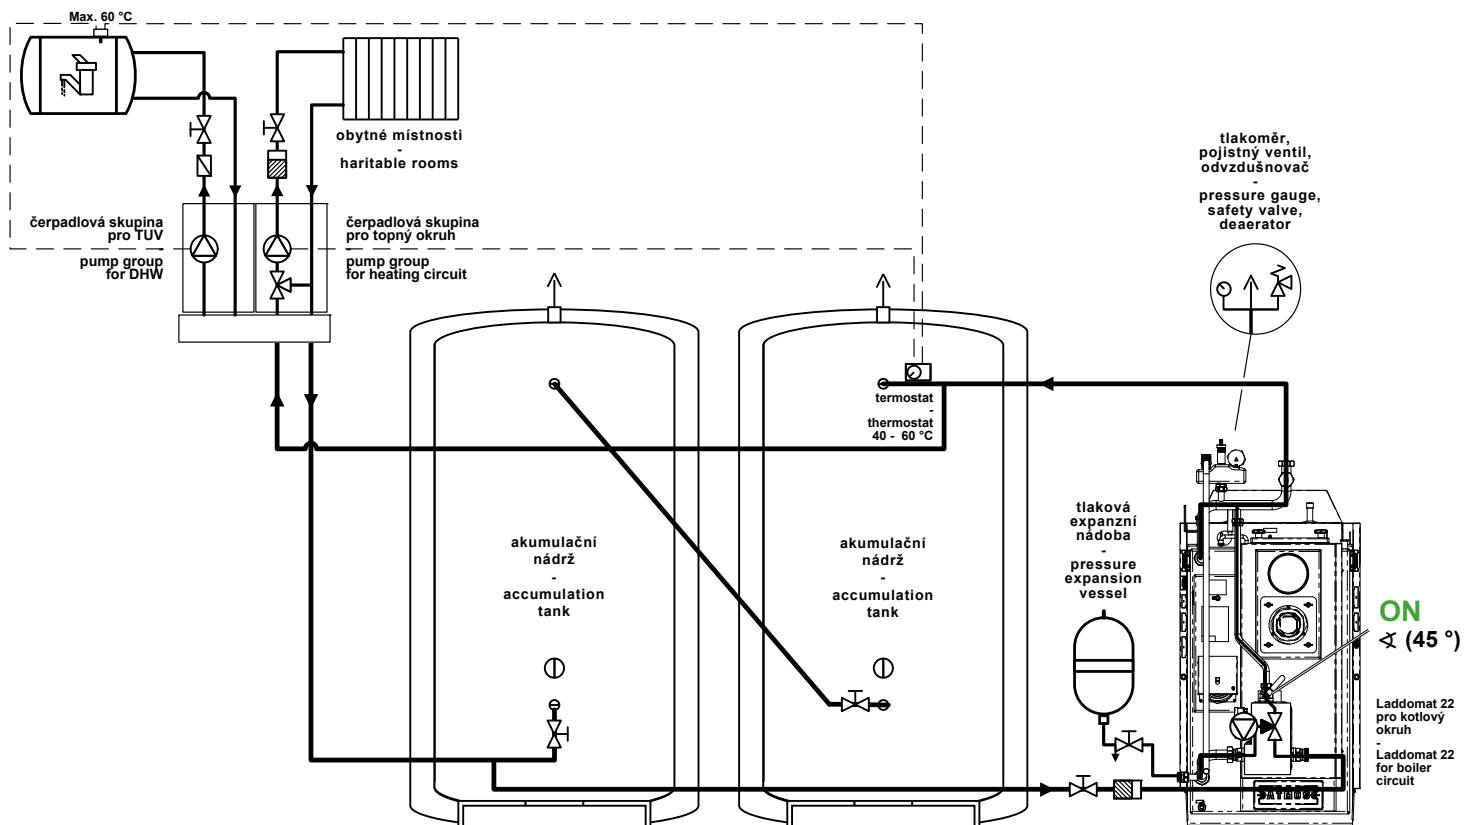 Max. 60 °C
obytné místnosti
-
haritable rooms
čerpadlová skupina
pro TUV
-
pump group
for DHW
čerpadlová skupina
pro topný okruh
-
pump group
for heating circuit
tlakoměr,
pojistný ventil,
odvzdušnovač
-
pressure gauge,
safety valve,
deaerator
termostat
-
thermostat
40 - 60 °C
akumulační
nádrž
-
accumulation
tank
akumulační
nádrž
-
accumulation
tank
tlaková
expanzní
nádoba
-
pressure
expansion
vessel
ON
∢ (45 °)
Laddomat 22
pro kotlový
okruh
-
Laddomat 22
for boiler
circuit
ATMOS